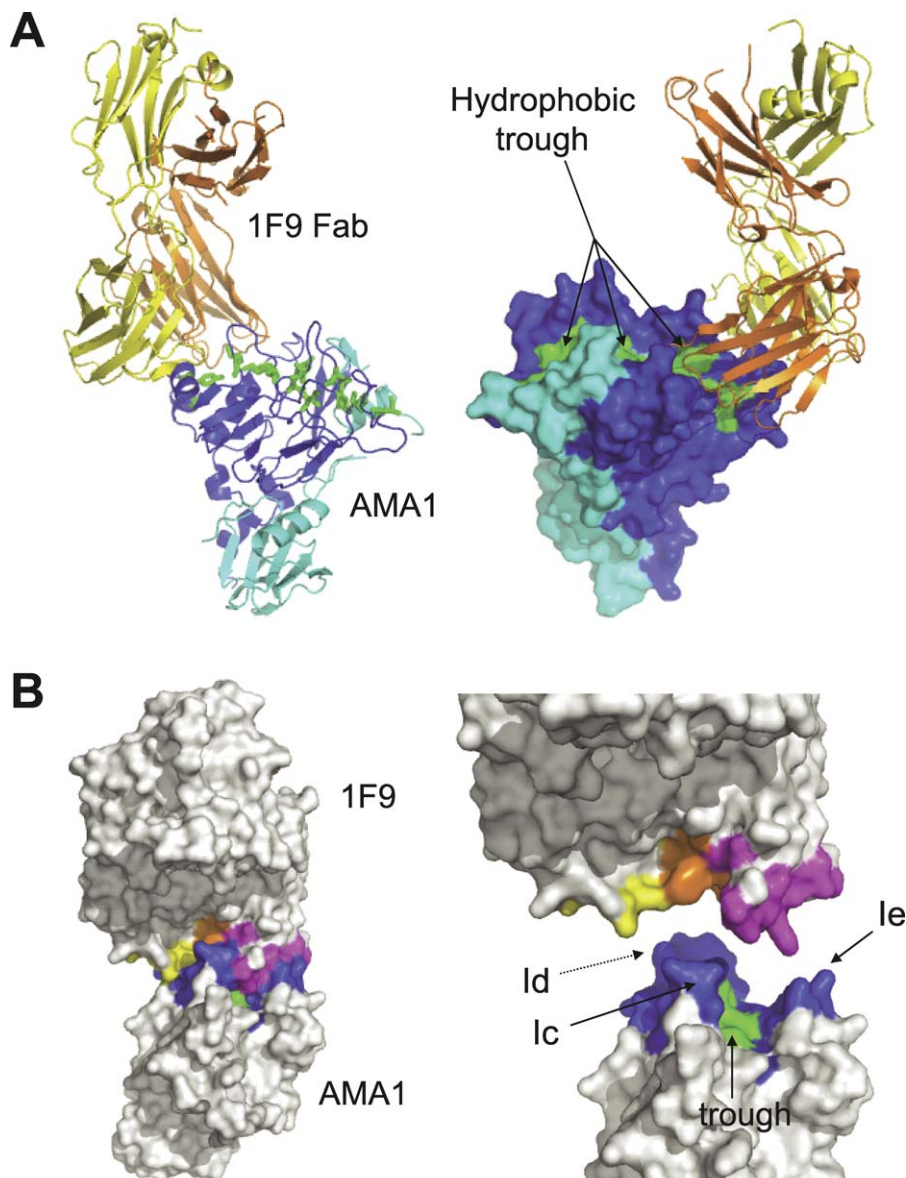 A
Hydrophobic
trough
1F9 Fab
AMA1
B
1F9
Ie
Id
Ic
trough
AMA1